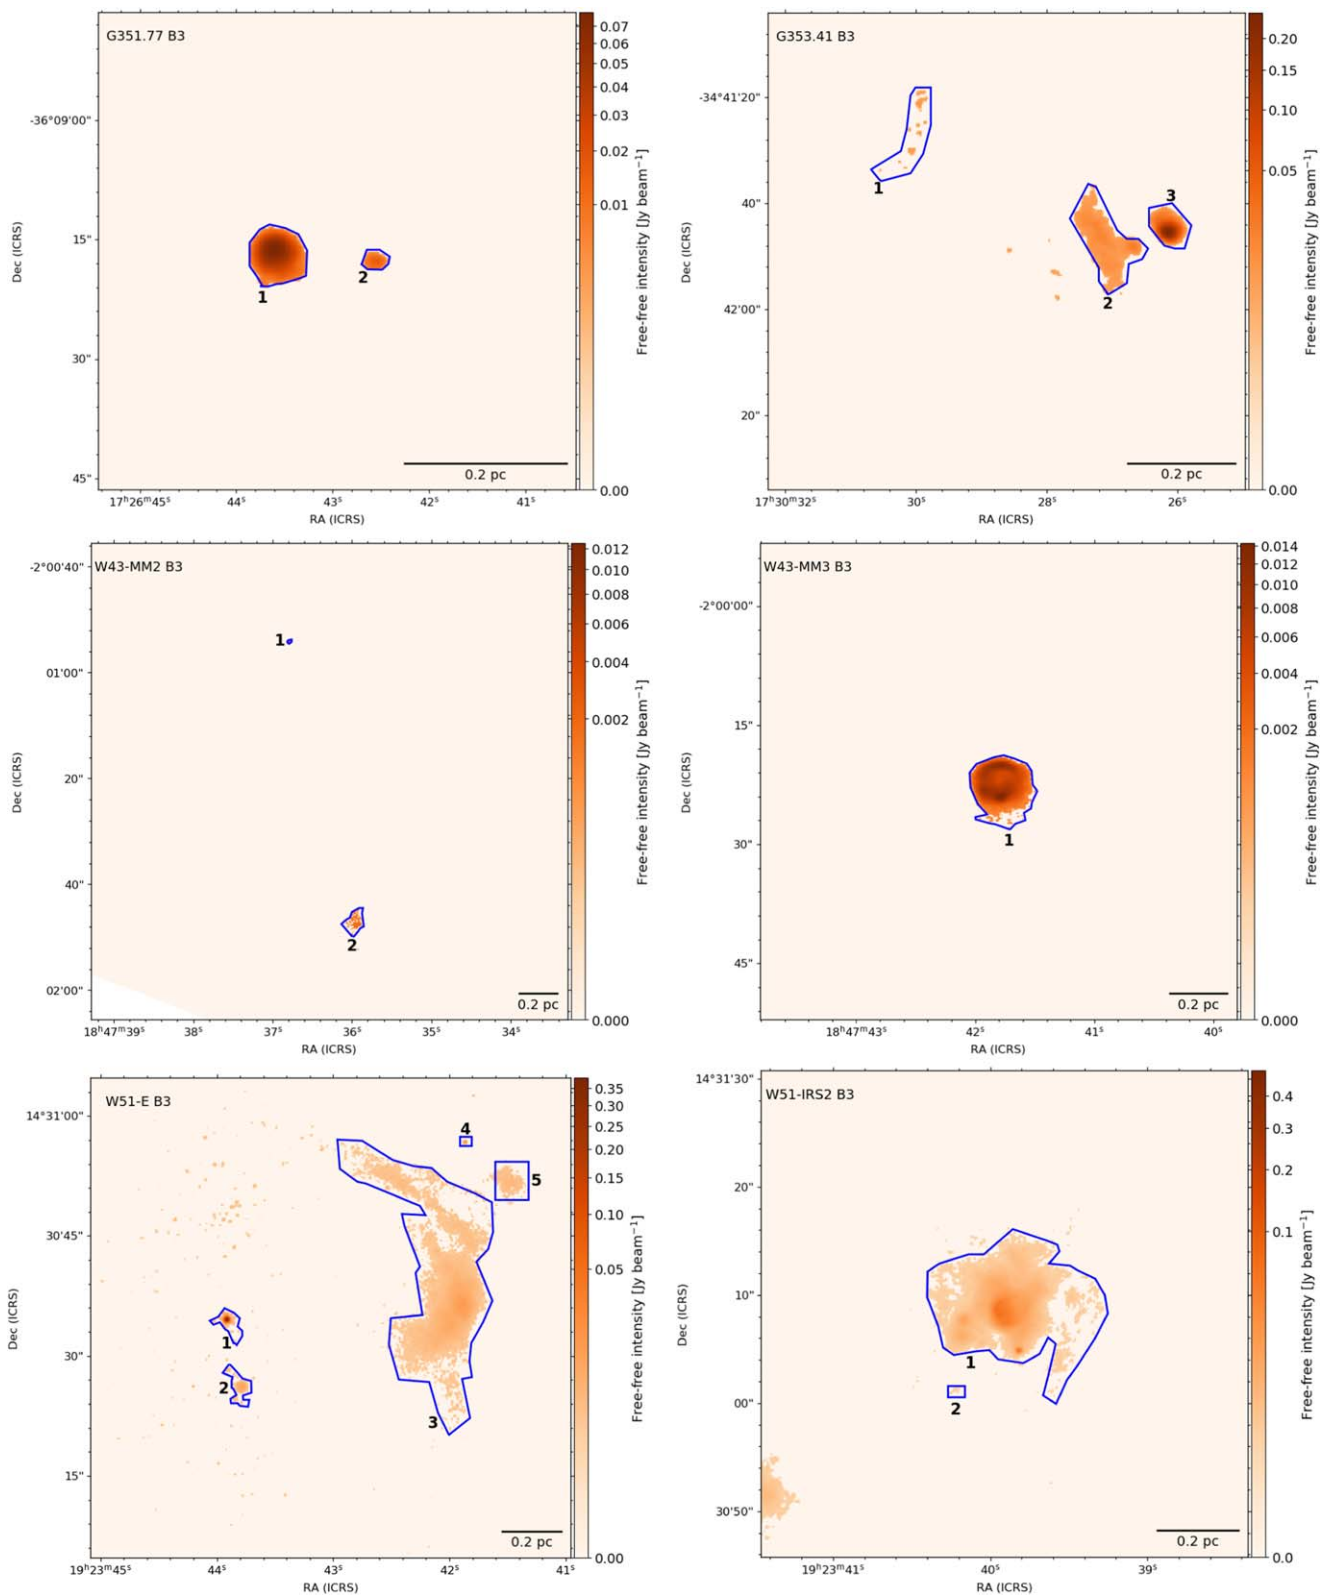 G351.77 B3
-36°09'00"
15"
30"
45"
Dec (ICRS)
1
2
0.2 pc
17ʰ26ᵐ45ˢ
44ˢ
43ˢ
42ˢ
41ˢ
RA (ICRS)
0.07
0.06
0.05
0.04
0.03
0.02
0.01
0.00
Free-free intensity [Jy beam⁻¹]
G353.41 B3
-34°41'20"
40"
42'00"
20"
Dec (ICRS)
1
2
3
0.2 pc
17ʰ30ᵐ32ˢ
30ˢ
28ˢ
26ˢ
RA (ICRS)
0.20
0.15
0.10
0.05
0.00
Free-free intensity [Jy beam⁻¹]
W43-MM2 B3
-2°00'40"
01'00"
20"
40"
02'00"
Dec (ICRS)
1
2
0.2 pc
18ʰ47ᵐ39ˢ
38ˢ
37ˢ
36ˢ
35ˢ
34ˢ
RA (ICRS)
0.012
0.010
0.008
0.006
0.004
0.002
0.000
Free-free intensity [Jy beam⁻¹]
W43-MM3 B3
-2°00'00"
15"
30"
45"
Dec (ICRS)
1
0.2 pc
18ʰ47ᵐ43ˢ
42ˢ
41ˢ
40ˢ
RA (ICRS)
0.014
0.012
0.010
0.008
0.006
0.004
0.002
0.000
Free-free intensity [Jy beam⁻¹]
W51-E B3
14°31'00"
30'45"
30"
15"
Dec (ICRS)
4
5
1
2
3
0.2 pc
19ʰ23ᵐ45ˢ
44ˢ
43ˢ
42ˢ
41ˢ
RA (ICRS)
0.35
0.30
0.25
0.20
0.15
0.10
0.05
0.00
Free-free intensity [Jy beam⁻¹]
W51-IRS2 B3
14°31'30"
20"
10"
00"
30'50"
Dec (ICRS)
1
2
0.2 pc
19ʰ23ᵐ41ˢ
40ˢ
39ˢ
RA (ICRS)
0.4
0.3
0.2
0.1
0.0
Free-free intensity [Jy beam⁻¹]